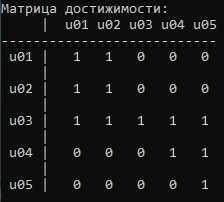 Матрица достижимости:
| u01 u02 u03 u04 u05
---------------------------
u01 | 1 1 0 0 0
u02 | 1 1 0 0 0
u03 | 1 1 1 1 1
u04 | 0 0 0 1 1
u05 | 0 0 0 0 1